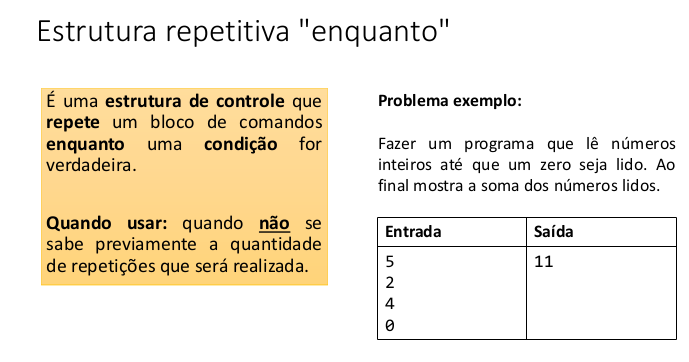 Estrutura repetitiva "enquanto"
É uma estrutura de controle que
repete um bloco de comandos
enquanto uma condição for
verdadeira.
Quando usar: quando não se
sabe previamente a quantidade
de repetições que será realizada.
Problema exemplo:
Fazer um programa que lê números
inteiros até que um zero seja lido. Ao
final mostra a soma dos números lidos.
Entrada Saída
5 11
2
4
0